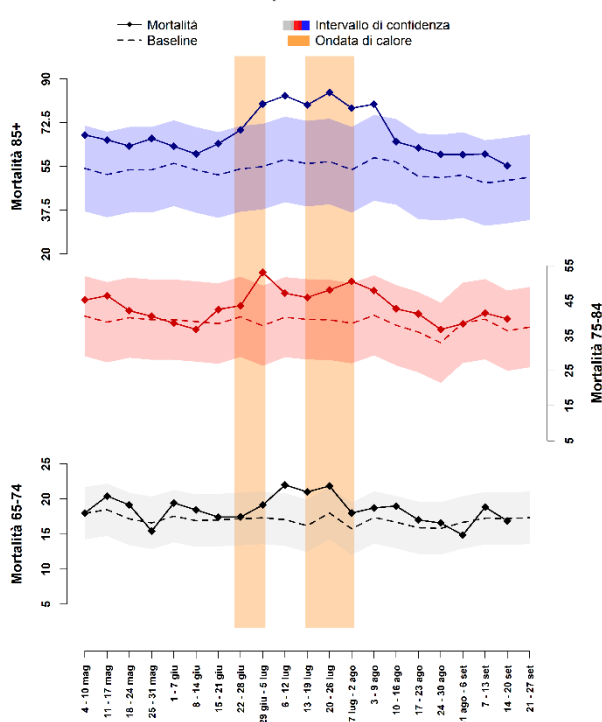 Mortalità
Intervallo di confidenza
Baseline
Ondata di calore
Mortalità 85+
90
72.5
55
37.5
20
Mortalità 75-84
55
45
35
25
15
5
Mortalità 65-74
25
20
15
10
5
4 - 10 mag
11 - 17 mag
18 - 24 mag
25 - 31 mag
1 - 7 giu
8 - 14 giu
15 - 21 giu
22 - 28 giu
29 giu - 5 lug
6 - 12 lug
13 - 19 lug
20 - 26 lug
7 lug - 2 ago
3 - 9 ago
10 - 16 ago
17 - 23 ago
24 - 30 ago
1 ago - 6 set
7 - 13 set
14 - 20 set
21 - 27 set